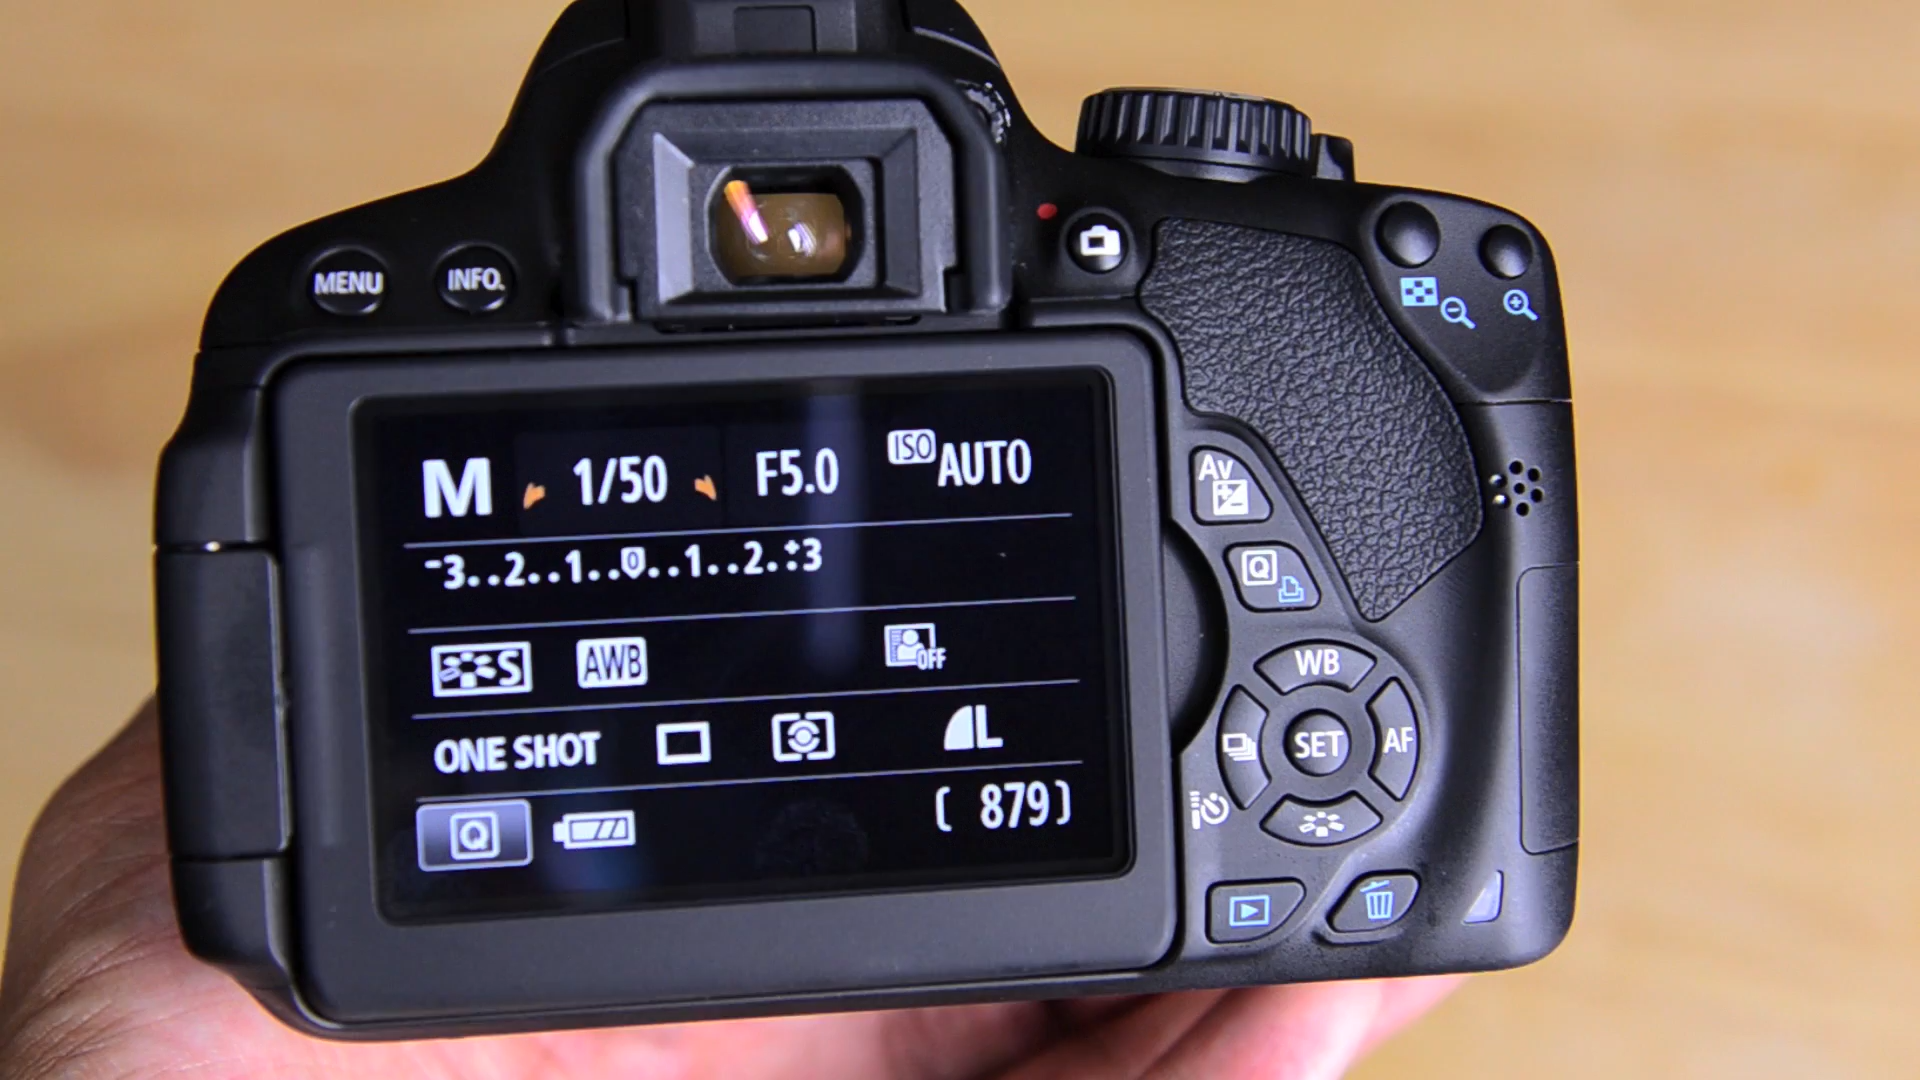 MENU INFO.
M 1/50 F5.0 ISO AUTO
-3..2..1..0..1..2.:+3
S AWB OFF
ONE SHOT L
Q [ 879]
Av
Q
WB
SET AF